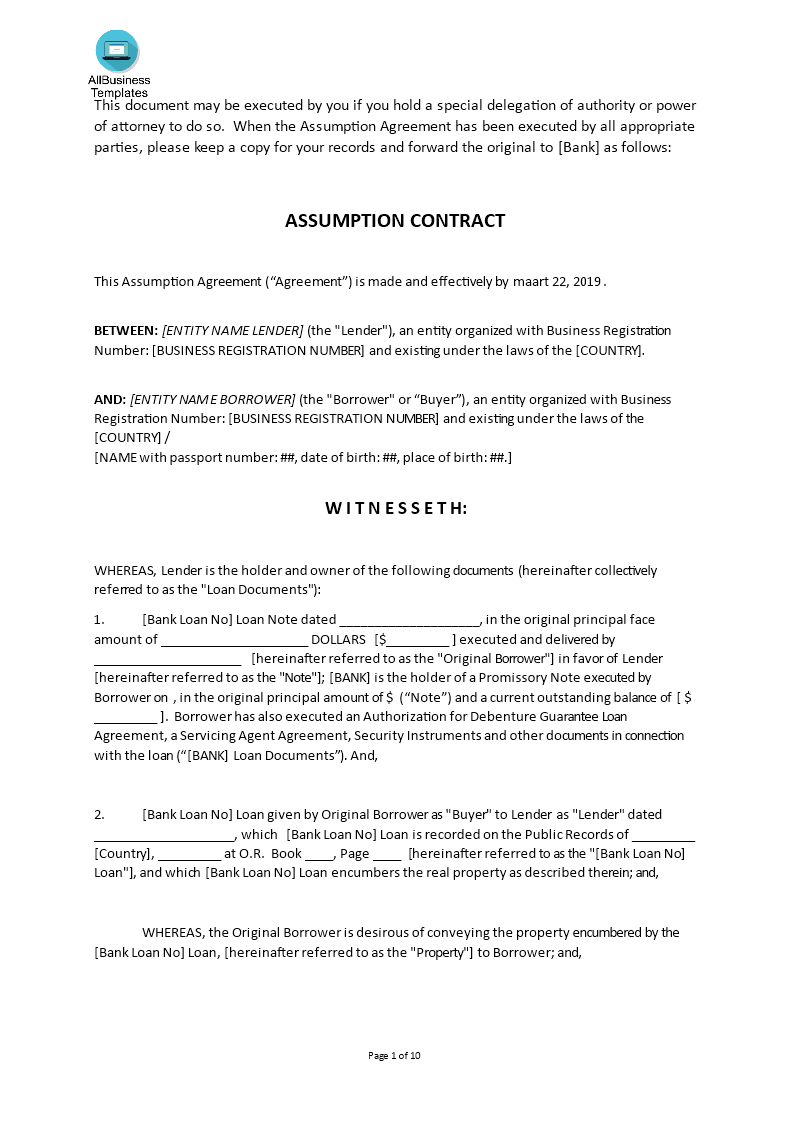 AllBusiness
Templates
This document may be executed by you if you hold a special delegation of authority or power
of attorney to do so. When the Assumption Agreement has been executed by all appropriate
parties, please keep a copy for your records and forward the original to [Bank] as follows:
ASSUMPTION CONTRACT
This Assumption Agreement (“Agreement”) is made and effectively by maart 22, 2019 .
BETWEEN: [ENTITY NAME LENDER] (the "Lender"), an entity organized with Business Registration
Number: [BUSINESS REGISTRATION NUMBER] and existing under the laws of the [COUNTRY].
AND: [ENTITY NAME BORROWER] (the "Borrower" or “Buyer”), an entity organized with Business
Registration Number: [BUSINESS REGISTRATION NUMBER] and existing under the laws of the
[COUNTRY] /
[NAME with passport number: ##, date of birth: ##, place of birth: ##.]
W I T N E S S E T H:
WHEREAS, Lender is the holder and owner of the following documents (hereinafter collectively
referred to as the "Loan Documents"):
1. [Bank Loan No] Loan Note dated ____________________, in the original principal face
amount of _____________________ DOLLARS [$_________ ] executed and delivered by
_____________________ [hereinafter referred to as the "Original Borrower"] in favor of Lender
[hereinafter referred to as the "Note"]; [BANK] is the holder of a Promissory Note executed by
Borrower on , in the original principal amount of $ (“Note”) and a current outstanding balance of [ $
_________ ]. Borrower has also executed an Authorization for Debenture Guarantee Loan
Agreement, a Servicing Agent Agreement, Security Instruments and other documents in connection
with the loan (“[BANK] Loan Documents”). And,
2. [Bank Loan No] Loan given by Original Borrower as "Buyer" to Lender as "Lender" dated
____________________, which [Bank Loan No] Loan is recorded on the Public Records of _________
[Country], _________ at O.R. Book ____, Page ____ [hereinafter referred to as the "[Bank Loan No]
Loan"], and which [Bank Loan No] Loan encumbers the real property as described therein; and,
WHEREAS, the Original Borrower is desirous of conveying the property encumbered by the
[Bank Loan No] Loan, [hereinafter referred to as the "Property"] to Borrower; and,
Page 1 of 10